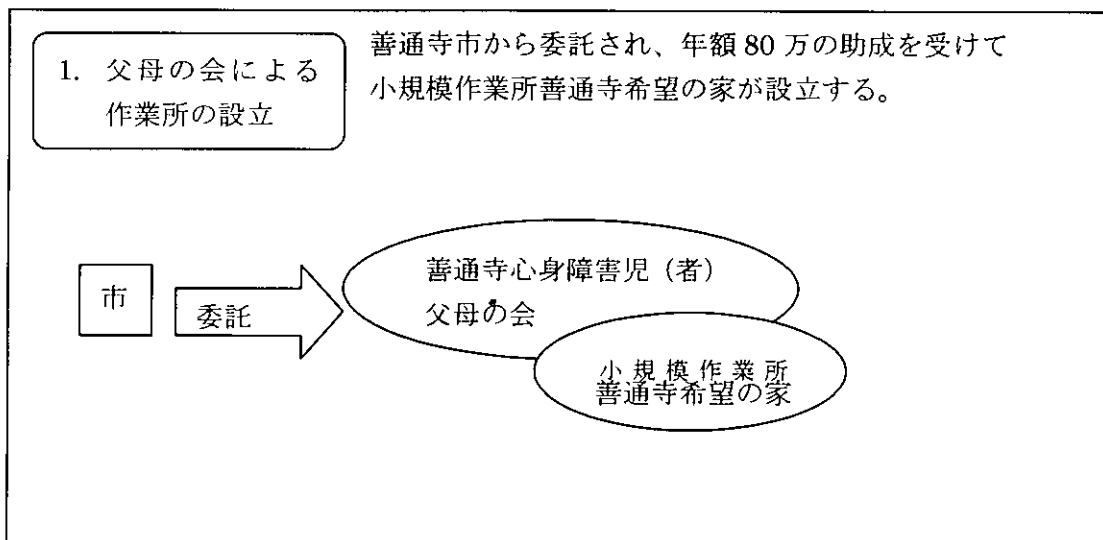 1. 父母の会による
作業所の設立
善通寺市から委託され、年額80万の助成を受けて
小規模作業所善通寺希望の家が設立する。
市
委託
善通寺心身障害児（者）
父母の会
小規模作業所
善通寺希望の家